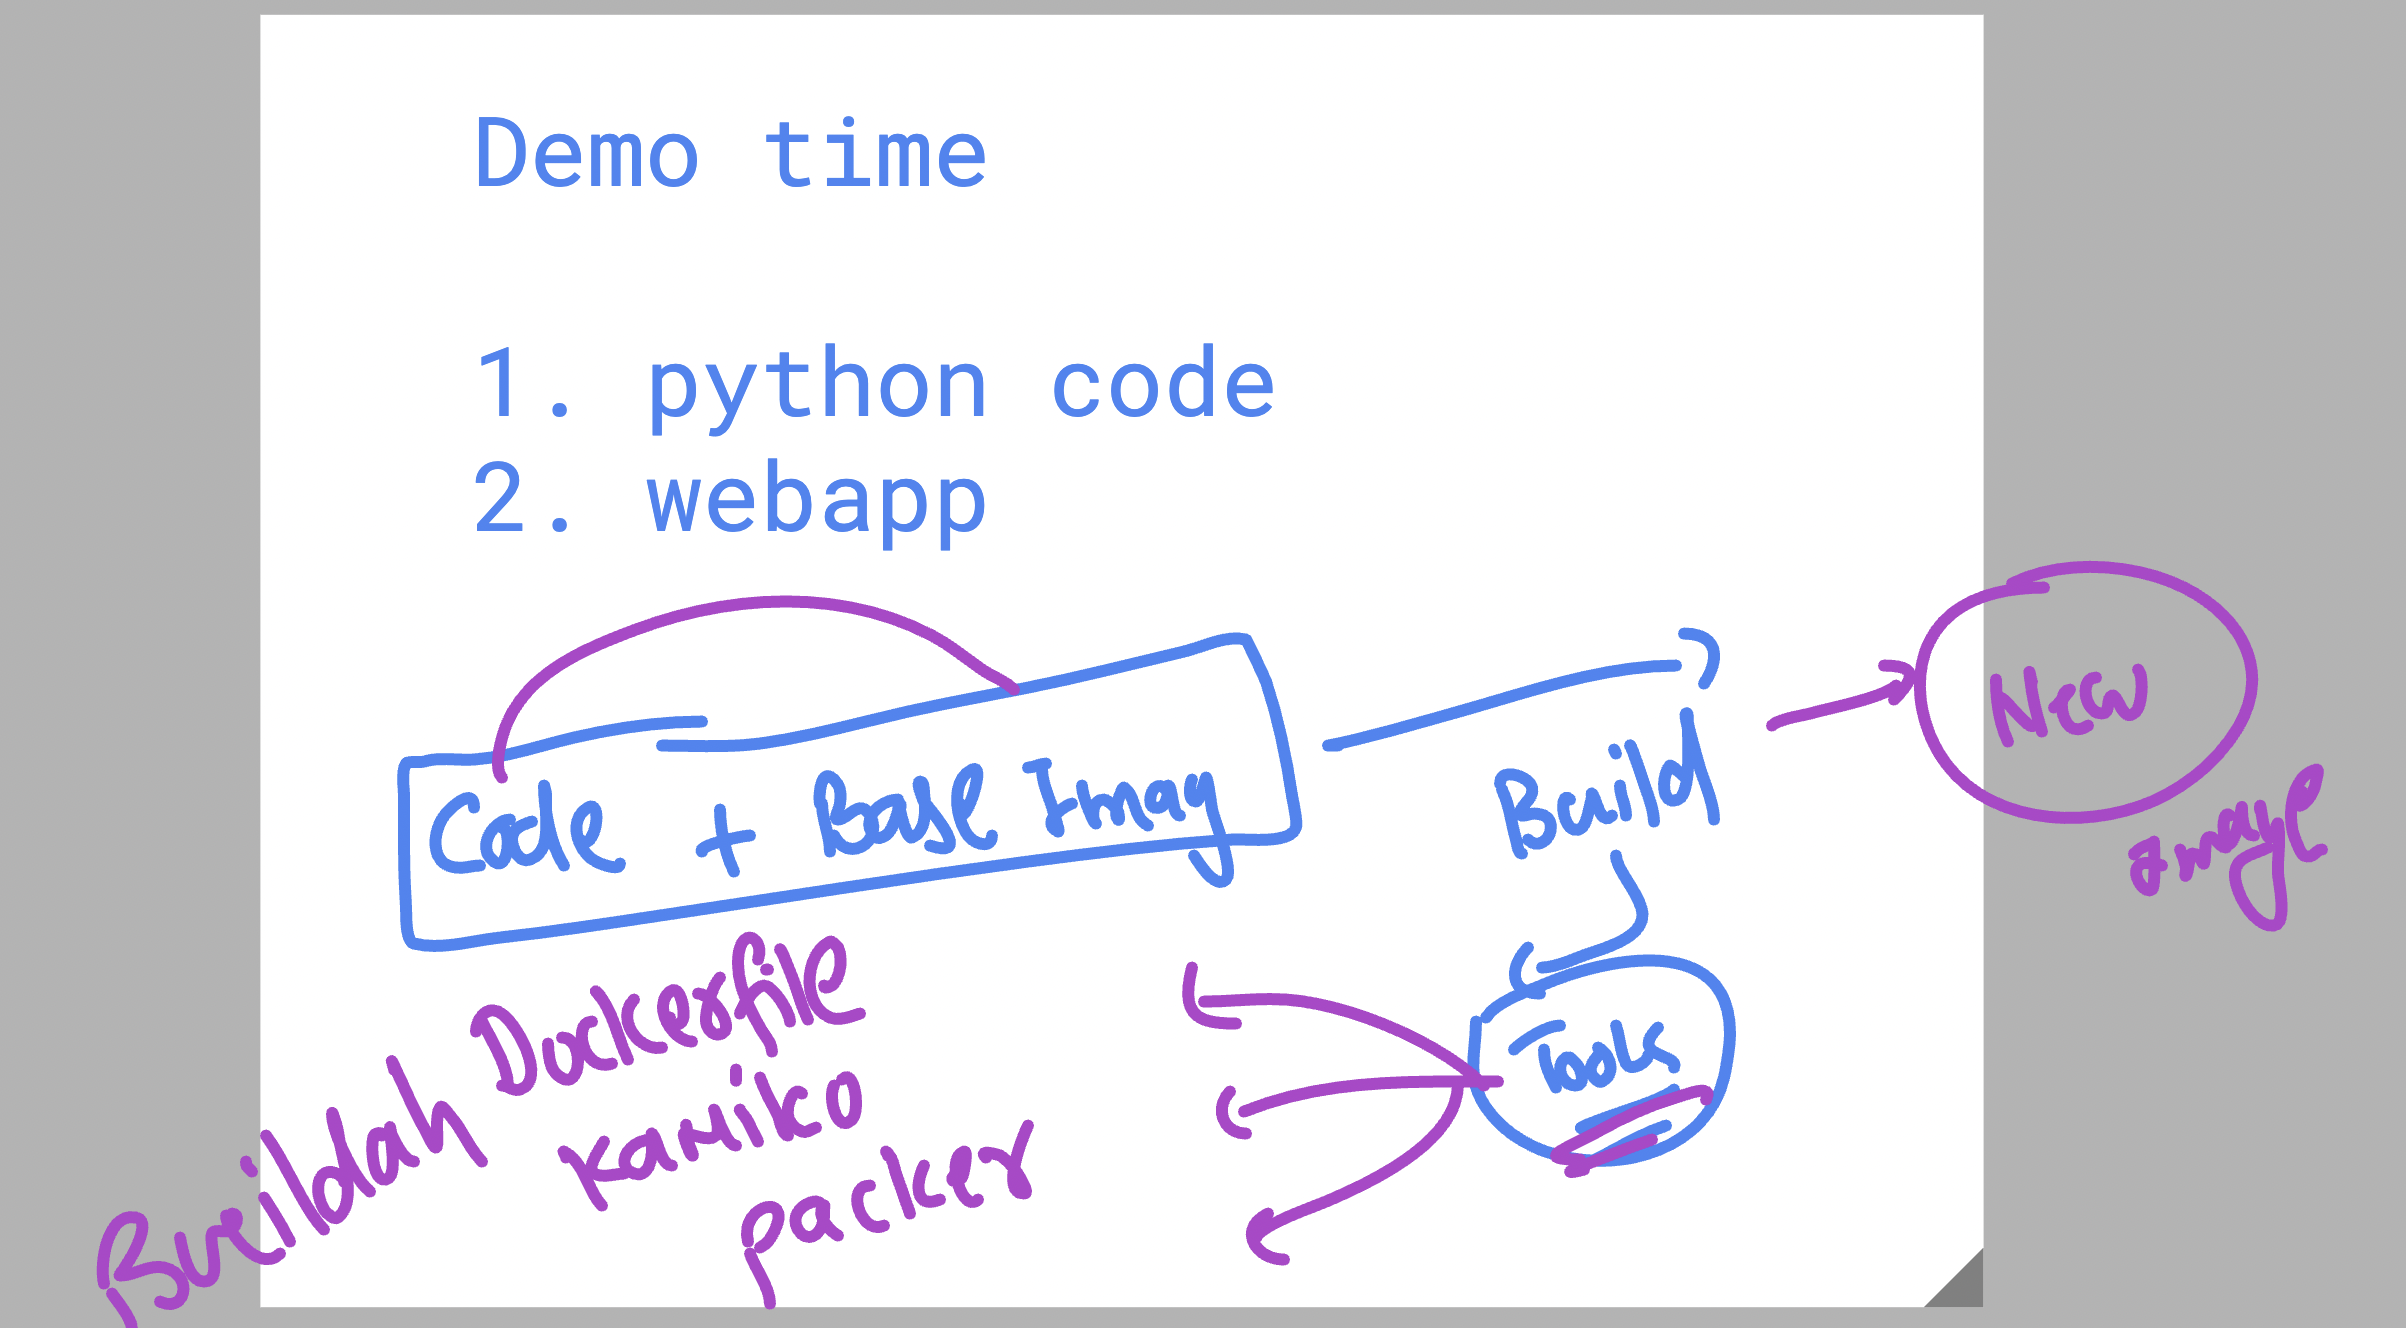 Demo time
1. python code
2. webapp
Code + Base Imag
Build
New
Image
Tools
Buildah Dockerfile
Kaniko
packer